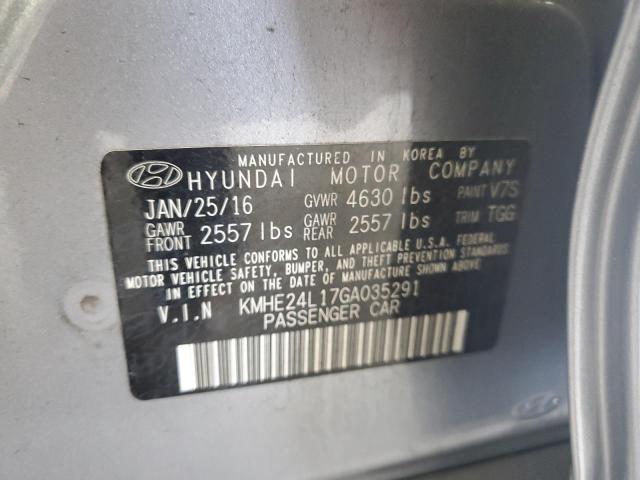 MANUFACTURED IN KOREA BY
HYUNDAI MOTOR COMPANY
JAN/25/16 GVWR 4630 lbs PAINT V7S
GAWR FRONT 2557 lbs GAWR REAR 2557 lbs TRIM TGG
THIS VEHICLE CONFORMS TO ALL APPLICABLE U.S.A. FEDERAL
MOTOR VEHICLE SAFETY, BUMPER, AND THEFT PREVENTION STANDARDS
IN EFFECT ON THE DATE OF MANUFACTURE SHOWN ABOVE.
V.I.N KMHE24L17GA035291
PASSENGER CAR